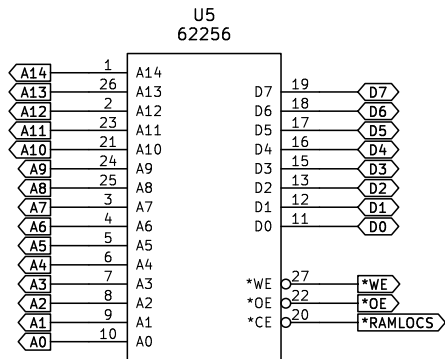 U5
62256
A14 1 A14
A13 26 A13 D7 19 D7
A12 2 A12 D6 18 D6
A11 23 A11 D5 17 D5
A10 21 A10 D4 16 D4
A9 24 A9 D3 15 D3
A8 25 A8 D2 13 D2
A7 3 A7 D1 12 D1
A6 4 A6 D0 11 D0
A5 5 A5
A4 6 A4
A3 7 A3 *WE 27 *WE
A2 8 A2 *OE 22 *OE
A1 9 A1 *CE 20 *RAMLOCS
A0 10 A0